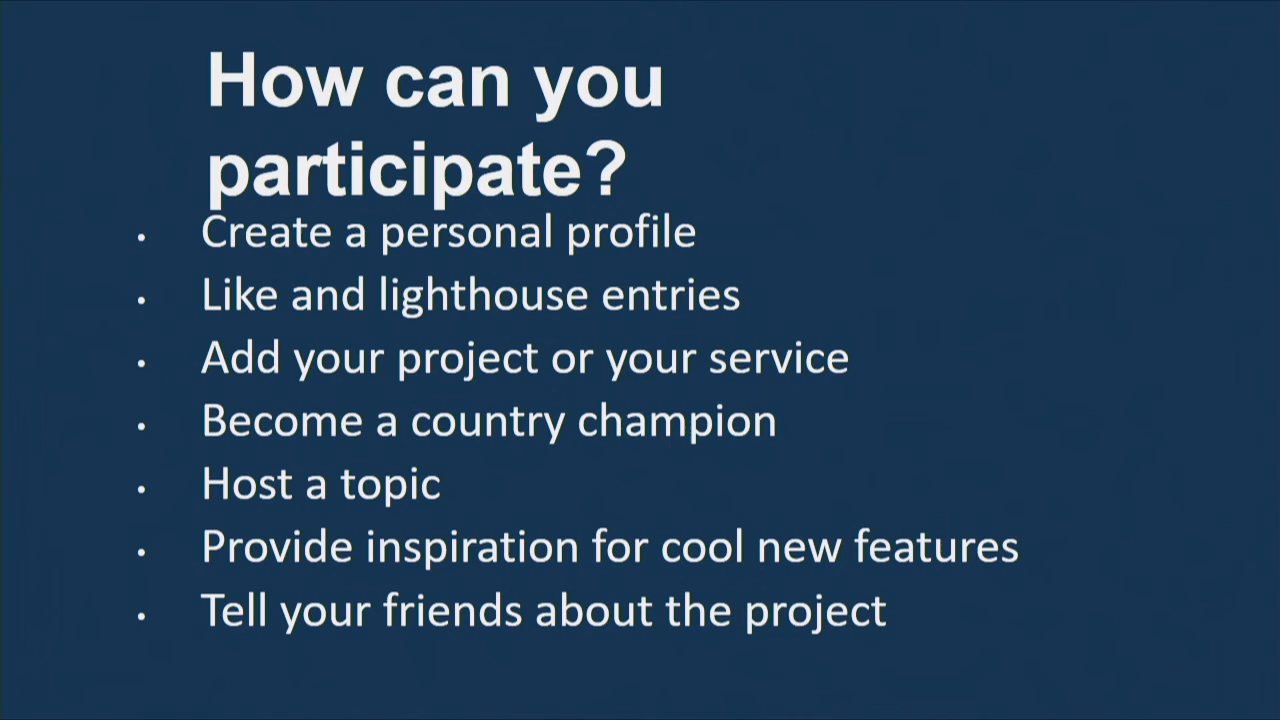 How can you
participate?
• Create a personal profile
• Like and lighthouse entries
• Add your project or your service
• Become a country champion
• Host a topic
• Provide inspiration for cool new features
• Tell your friends about the project